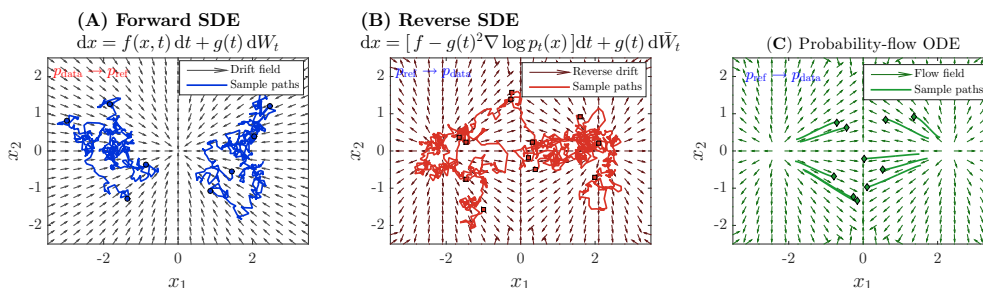 (A) Forward SDE
dx = f(x, t) dt + g(t) dW_t
p_data → p_ref
Drift field
Sample paths
2
1
0
-1
-2
x_2
-2
0
2
x_1
(B) Reverse SDE
dx = [f − g(t)^2 ∇ log p_t(x)]dt + g(t) dW̄_t
p_ref → p_data
Reverse drift
Sample paths
2
1
0
-1
-2
x_2
-2
0
2
x_1
(C) Probability-flow ODE
p_ref → p_data
Flow field
Sample paths
2
1
0
-1
-2
x_2
-2
0
2
x_1